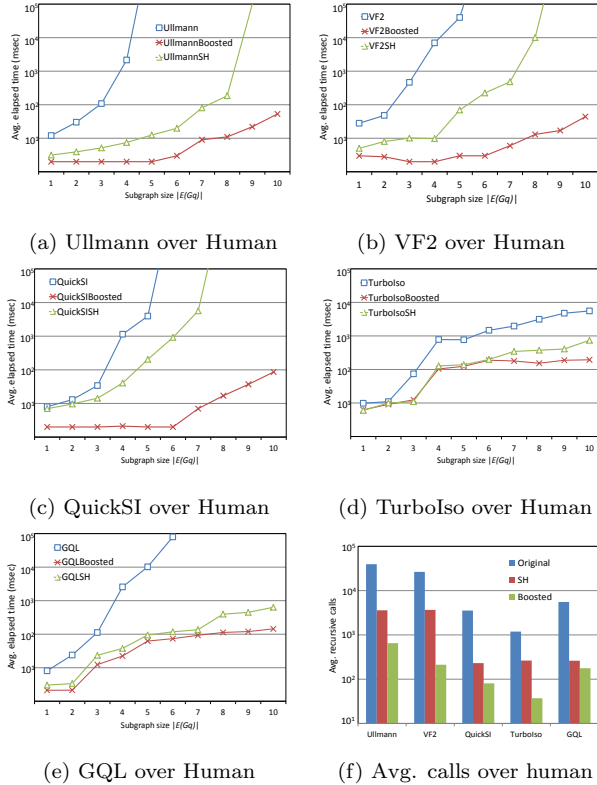 Avg. elapsed time (msec)
10⁵
10⁴
10³
10²
10¹
Ullmann
UllmannBoosted
UllmannSH
1 2 3 4 5 6 7 8 9 10
Subgraph size |E(Gq)|
(a) Ullmann over Human
Avg. elapsed time (msec)
10⁵
10⁴
10³
10²
10¹
VF2
VF2Boosted
VF2SH
1 2 3 4 5 6 7 8 9 10
Subgraph size |E(Gq)|
(b) VF2 over Human
Avg. elapsed time (msec)
10⁵
10⁴
10³
10²
10¹
QuickSI
QuickSIBoosted
QuickSISH
1 2 3 4 5 6 7 8 9 10
Subgraph size |E(Gq)|
(c) QuickSI over Human
Avg. elapsed time (msec)
10⁵
10⁴
10³
10²
10¹
TurboIso
TurboIsoBoosted
TurboIsoSH
1 2 3 4 5 6 7 8 9 10
Subgraph size |E(Gq)|
(d) TurboIso over Human
Avg. elapsed time (msec)
10⁵
10⁴
10³
10²
10¹
GQL
GQLBoosted
GQLSH
1 2 3 4 5 6 7 8 9 10
Subgraph size |E(Gq)|
(e) GQL over Human
Avg. recursive calls
10⁵
10⁴
10³
10²
10¹
Original
SH
Boosted
Ullmann VF2 QuickSI TurboIso GQL
(f) Avg. calls over human